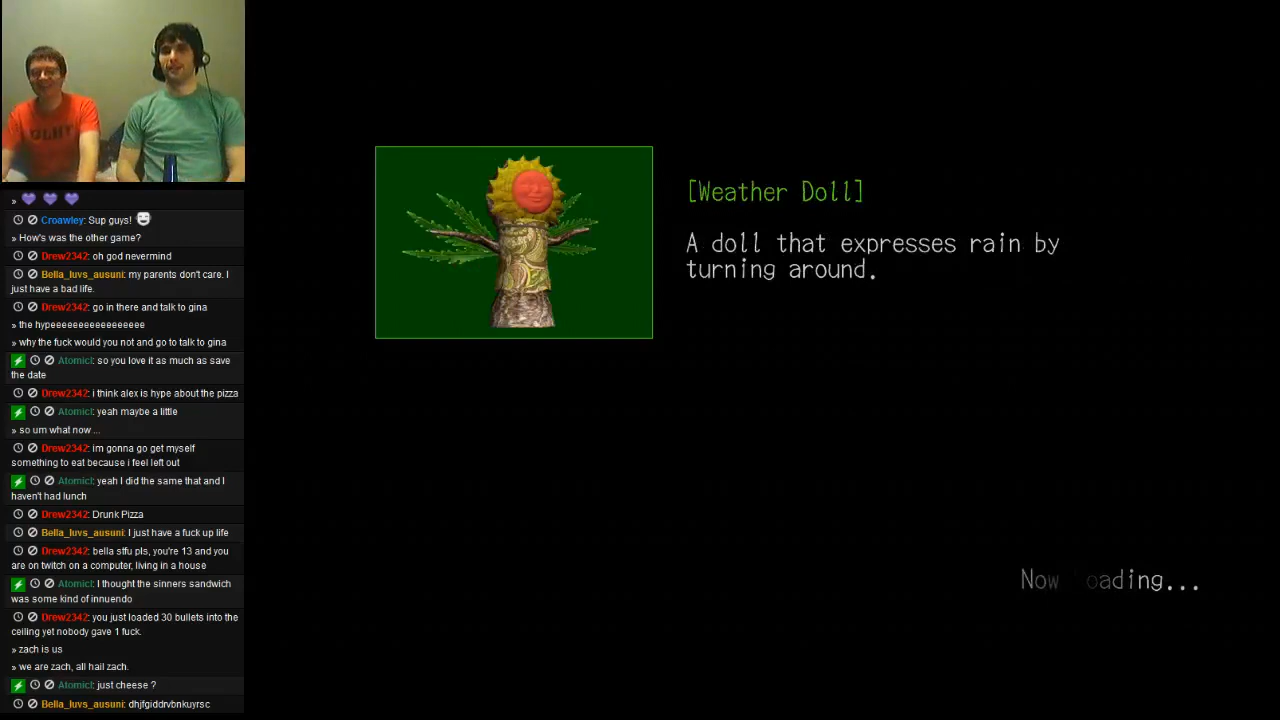 »
Croawley: Sup guys!
» How's was the other game?
Drew2342: oh god nevermind
Bella_luvs_ausuni: my parents don't care. I
just have a bad life.
Drew2342: go in there and talk to gina
» the hypeeeeeeeeeeeeeeeee
» why the fuck would you not and go to talk to gina
Atomicl: so you love it as much as save
the date
Drew2342: i think alex is hype about the pizza
Atomicl: yeah maybe a little
» so um what now ...
Drew2342: im gonna go get myself
something to eat because i feel left out
Atomicl: yeah I did the same that and I
haven't had lunch
Drew2342: Drunk Pizza
Bella_luvs_ausuni: I just have a fuck up life
Drew2342: bella stfu pls, you're 13 and you
are on twitch on a computer, living in a house
Atomicl: I thought the sinners sandwich
was some kind of innuendo
Drew2342: you just loaded 30 bullets into the
ceiling yet nobody gave 1 fuck.
» zach is us
» we are zach, all hail zach.
Atomicl: just cheese ?
Bella_luvs_ausuni: dhjfgiddrvbnkuyrsc
[Weather Doll]
A doll that expresses rain by
turning around.
Now Loading...